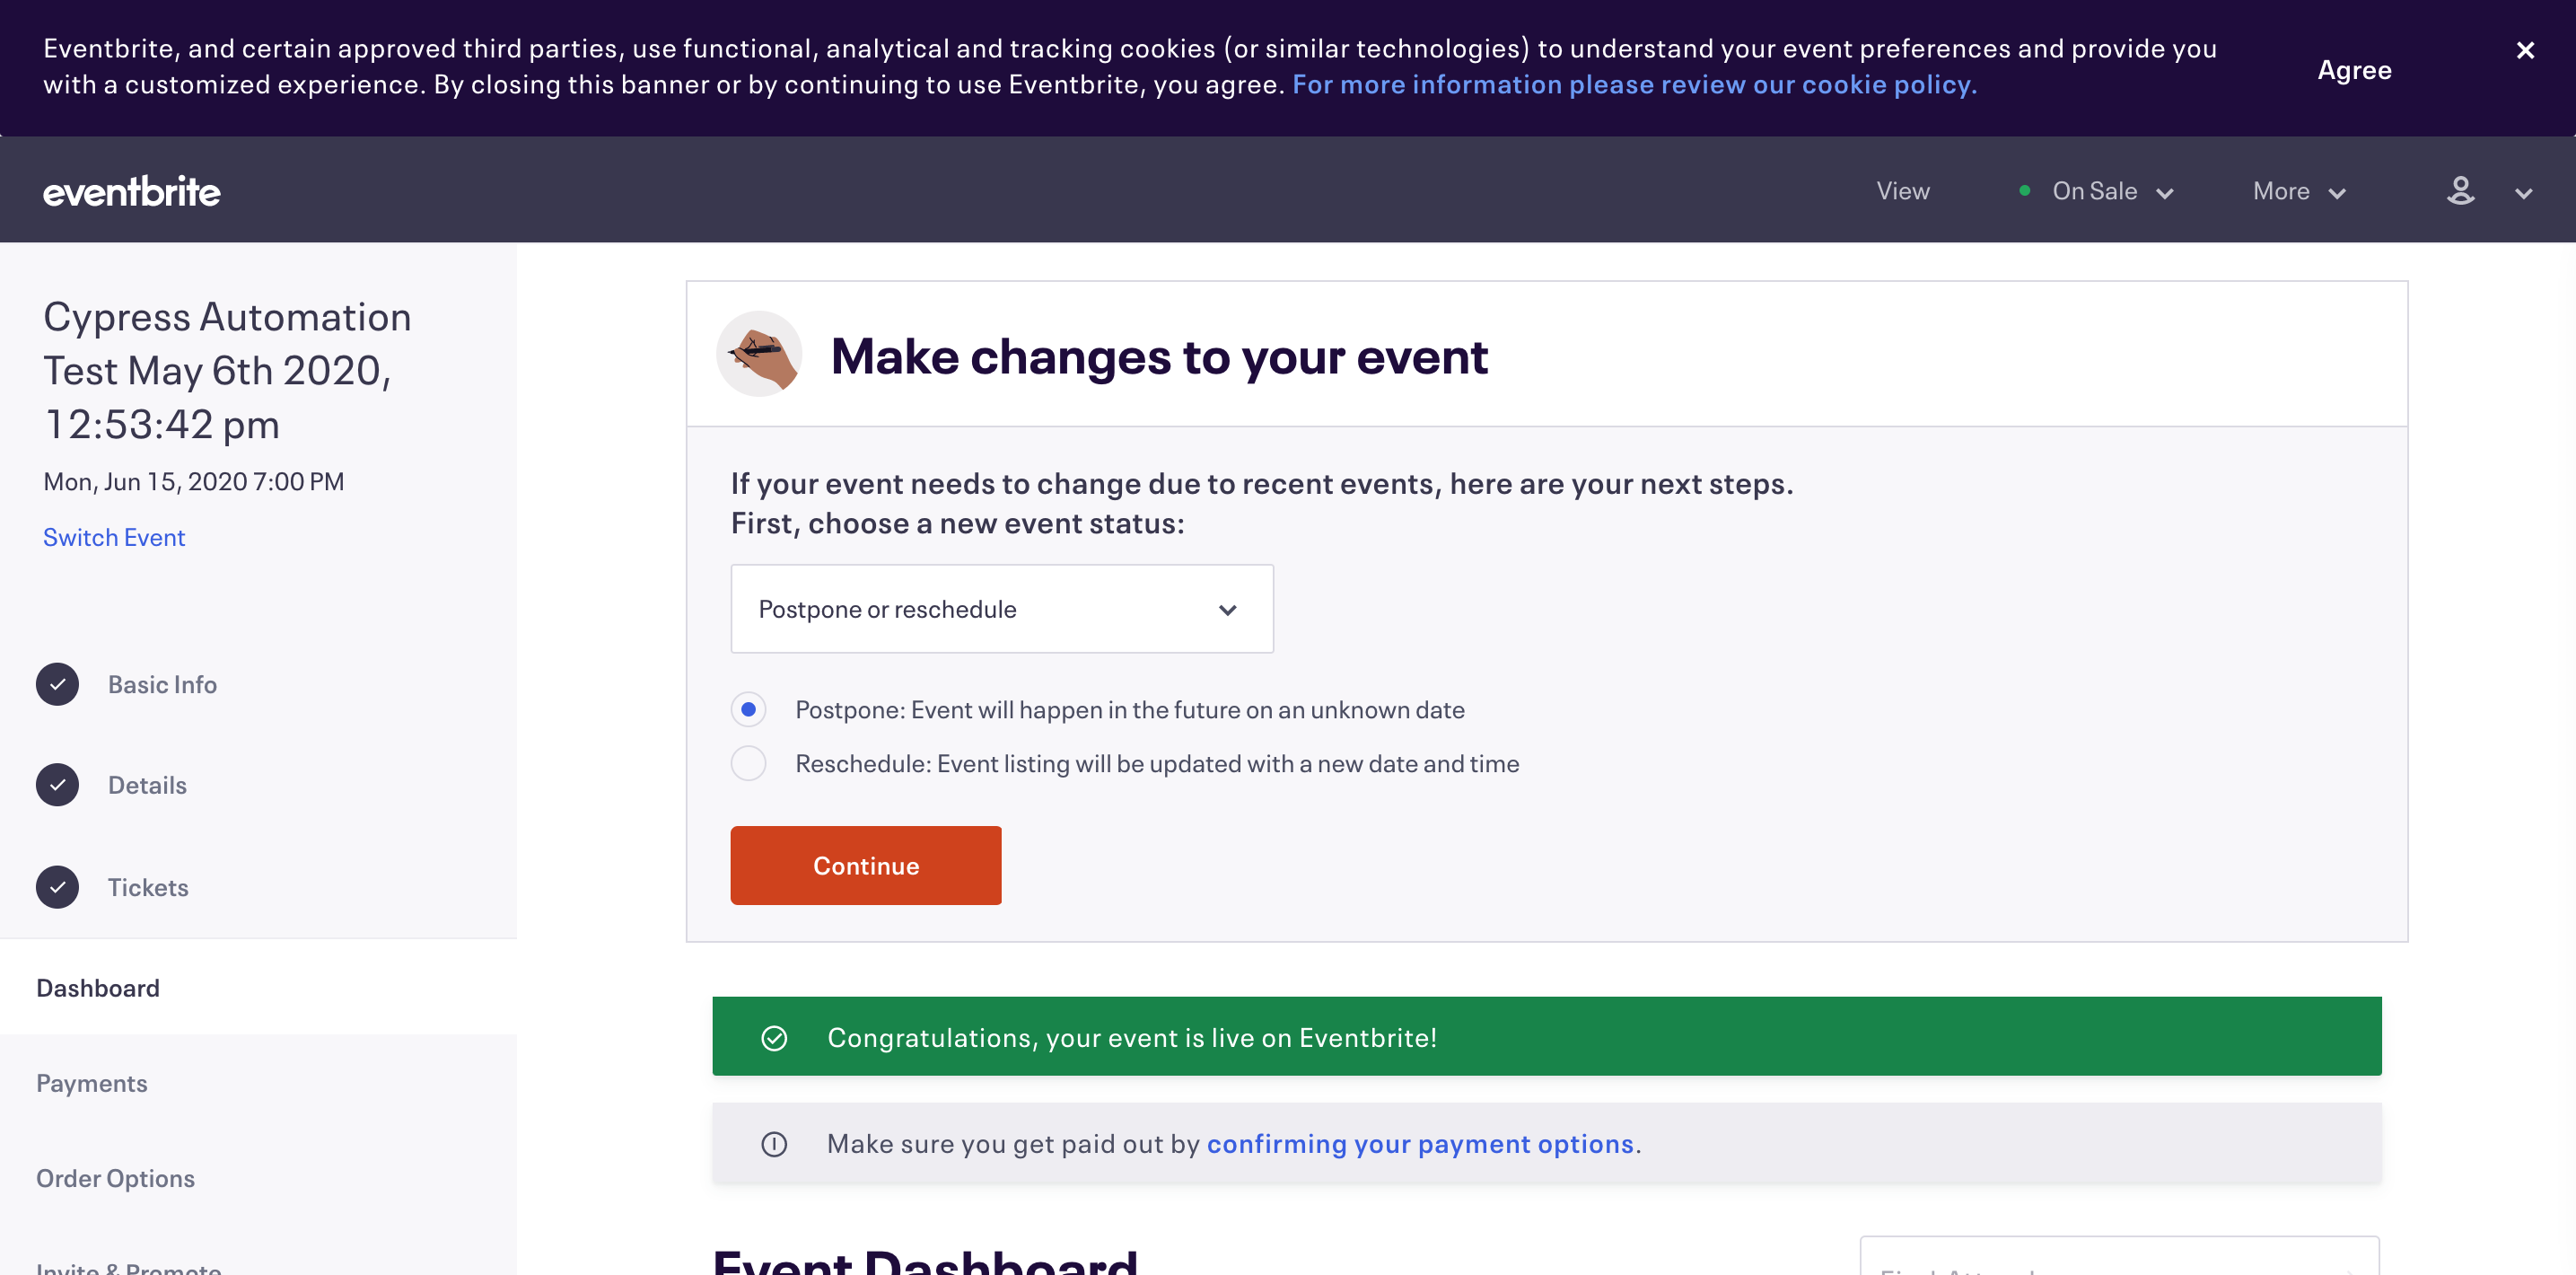 Eventbrite, and certain approved third parties, use functional, analytical and tracking cookies (or similar technologies) to understand your event preferences and provide you
with a customized experience. By closing this banner or by continuing to use Eventbrite, you agree. For more information please review our cookie policy.
Agree
eventbrite
View
On Sale
More
Cypress Automation
Test May 6th 2020,
12:53:42 pm
Mon, Jun 15, 2020 7:00 PM
Switch Event
Basic Info
Details
Tickets
Dashboard
Payments
Order Options
Invite & Promote
Make changes to your event
If your event needs to change due to recent events, here are your next steps.
First, choose a new event status:
Postpone or reschedule
Postpone: Event will happen in the future on an unknown date
Reschedule: Event listing will be updated with a new date and time
Continue
Congratulations, your event is live on Eventbrite!
Make sure you get paid out by confirming your payment options.
Event Dashboard